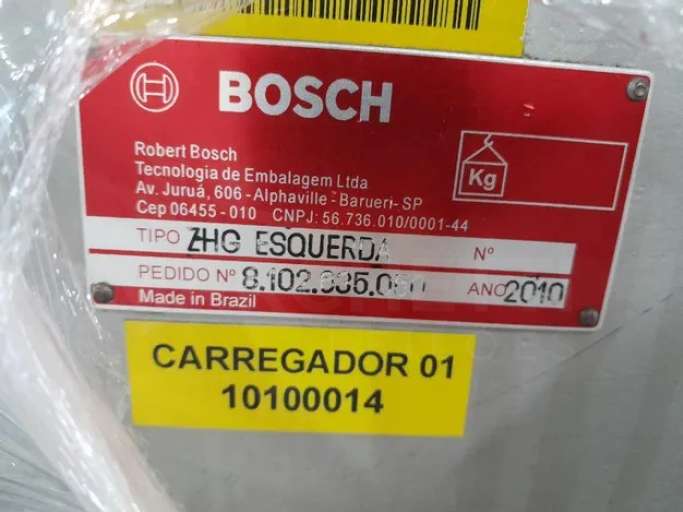 BOSCH
Robert Bosch
Tecnologia de Embalagem Ltda
Av. Juruá, 606 - Alphaville - Barueri- SP
Cep 06455 - 010 CNPJ: 56.736.010/0001-44
Kg
TIPO ZHG ESQUERDA Nº
PEDIDO Nº ANO 2010
Made in Brazil
CARREGADOR 01
10100014